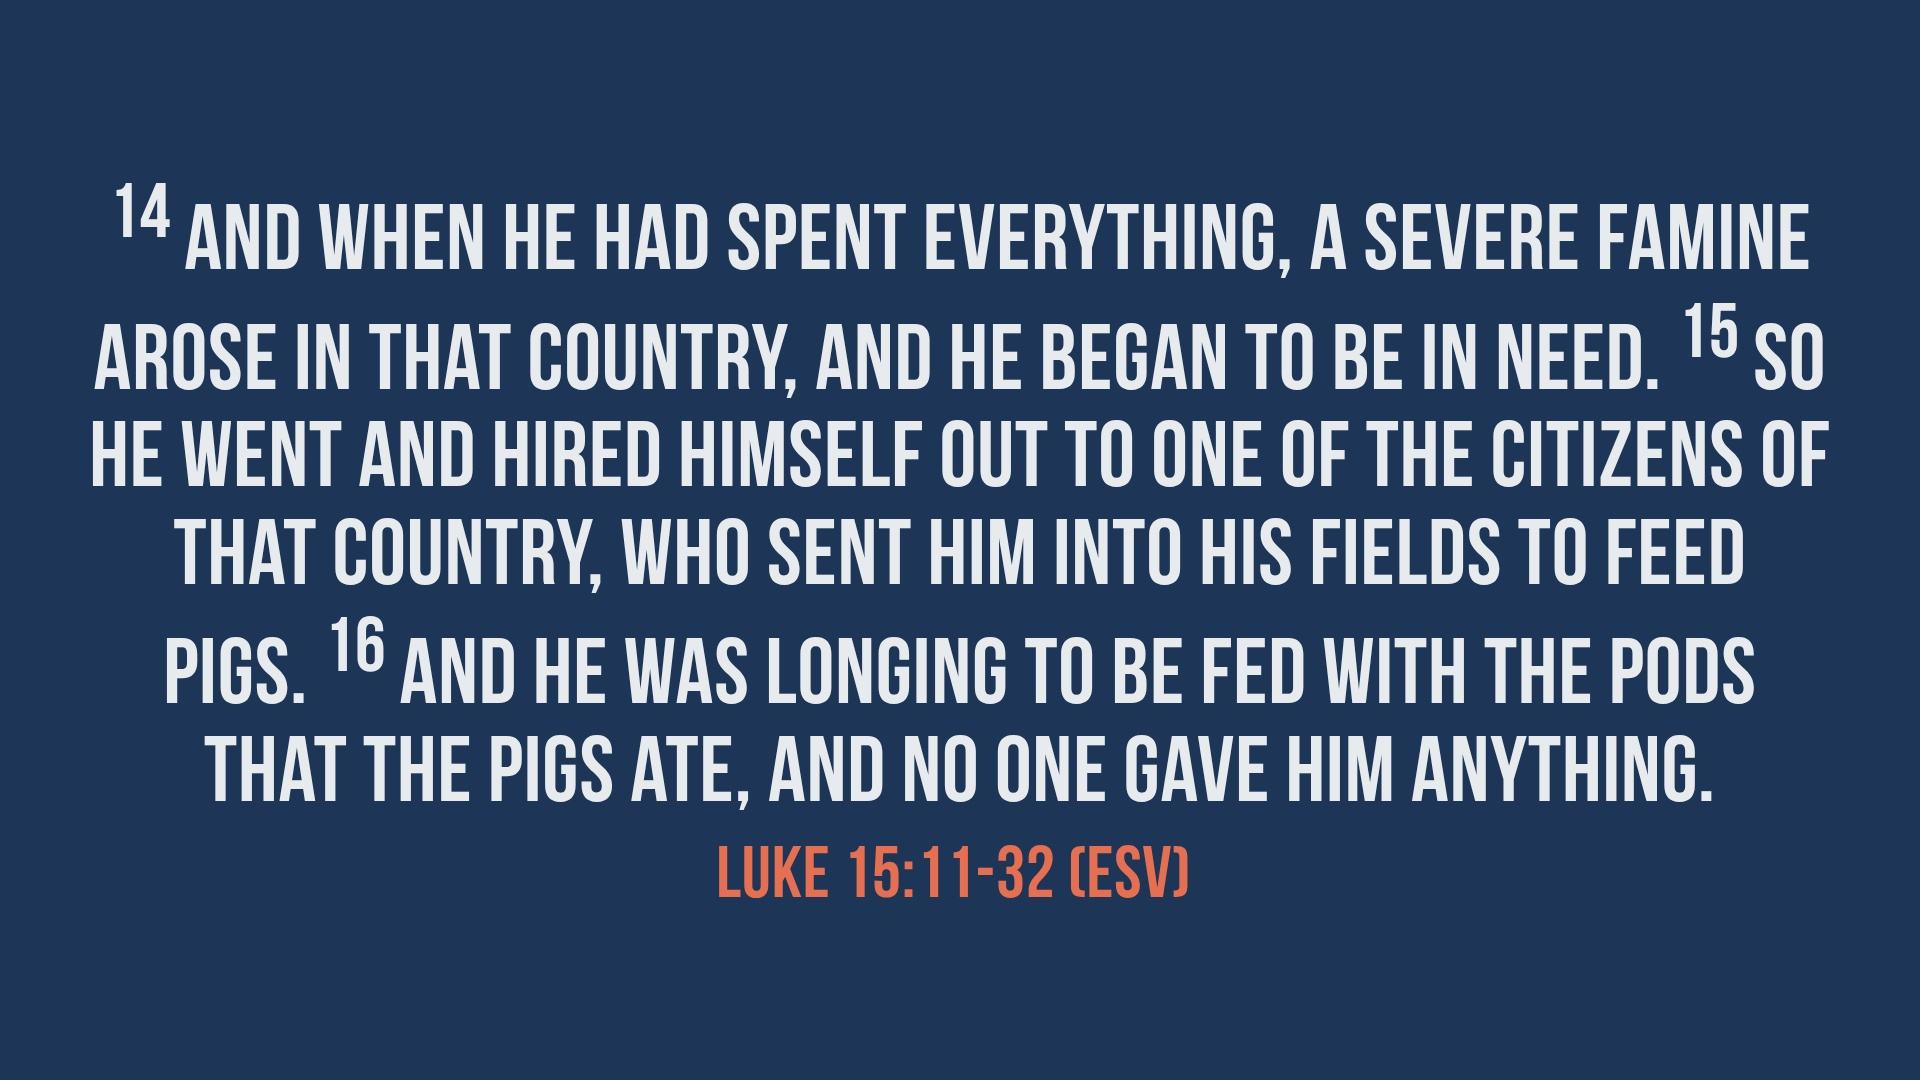 14 AND WHEN HE HAD SPENT EVERYTHING, A SEVERE FAMINE
AROSE IN THAT COUNTRY, AND HE BEGAN TO BE IN NEED. 15 SO
HE WENT AND HIRED HIMSELF OUT TO ONE OF THE CITIZENS OF
THAT COUNTRY, WHO SENT HIM INTO HIS FIELDS TO FEED
PIGS. 16 AND HE WAS LONGING TO BE FED WITH THE PODS
THAT THE PIGS ATE, AND NO ONE GAVE HIM ANYTHING.
LUKE 15:11-32 (ESV)